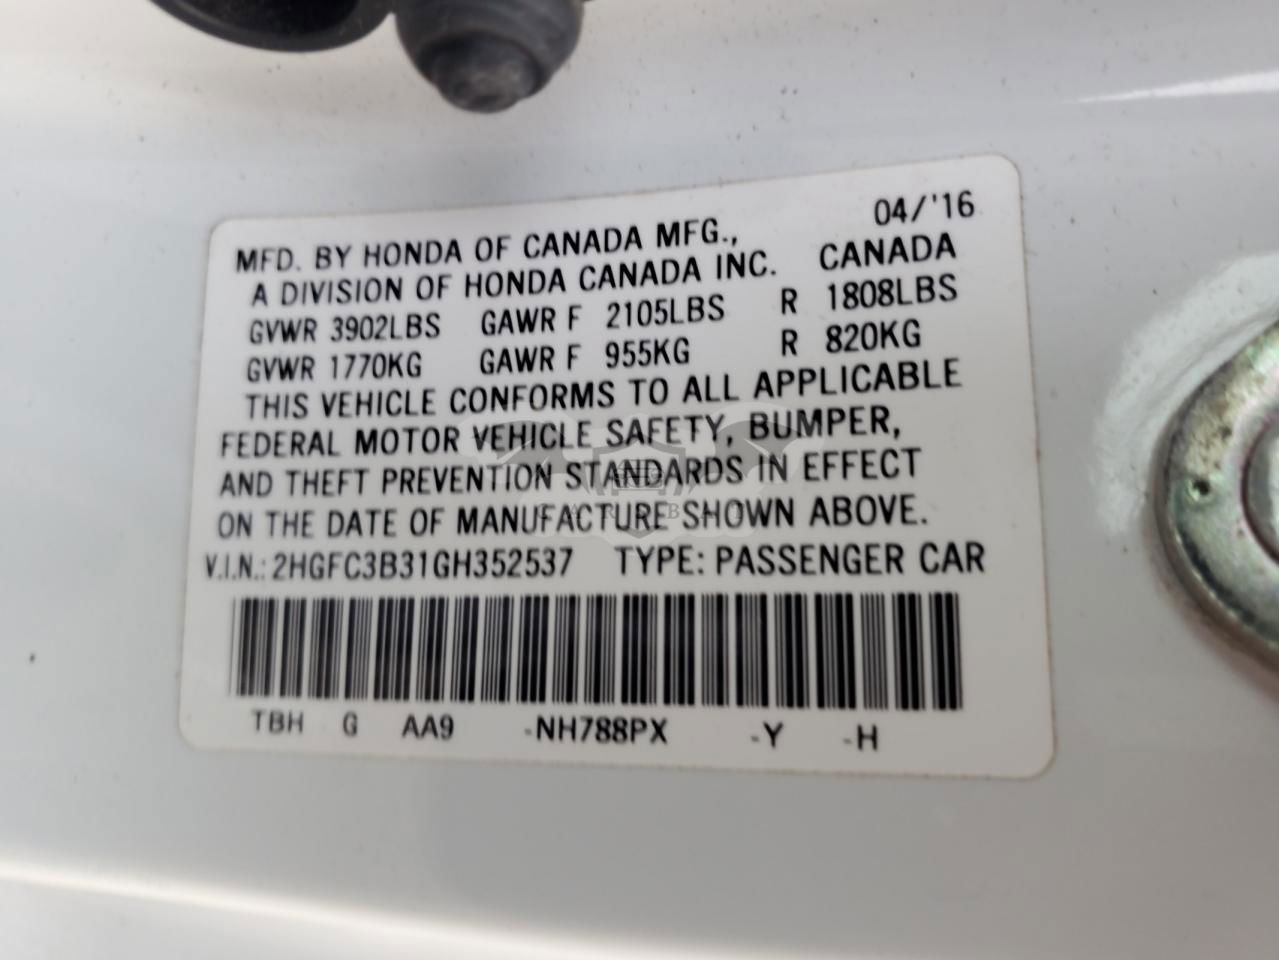 04/'16
MFD. BY HONDA OF CANADA MFG.,
A DIVISION OF HONDA CANADA INC. CANADA
GVWR 3902LBS GAWR F 2105LBS R 1808LBS
GVWR 1770KG GAWR F 955KG R 820KG
THIS VEHICLE CONFORMS TO ALL APPLICABLE
FEDERAL MOTOR VEHICLE SAFETY, BUMPER,
AND THEFT PREVENTION STANDARDS IN EFFECT
ON THE DATE OF MANUFACTURE SHOWN ABOVE.
V.I.N.: 2HGFC3B31GH352537 TYPE: PASSENGER CAR
TBH G AA9 -NH788PX -Y -H